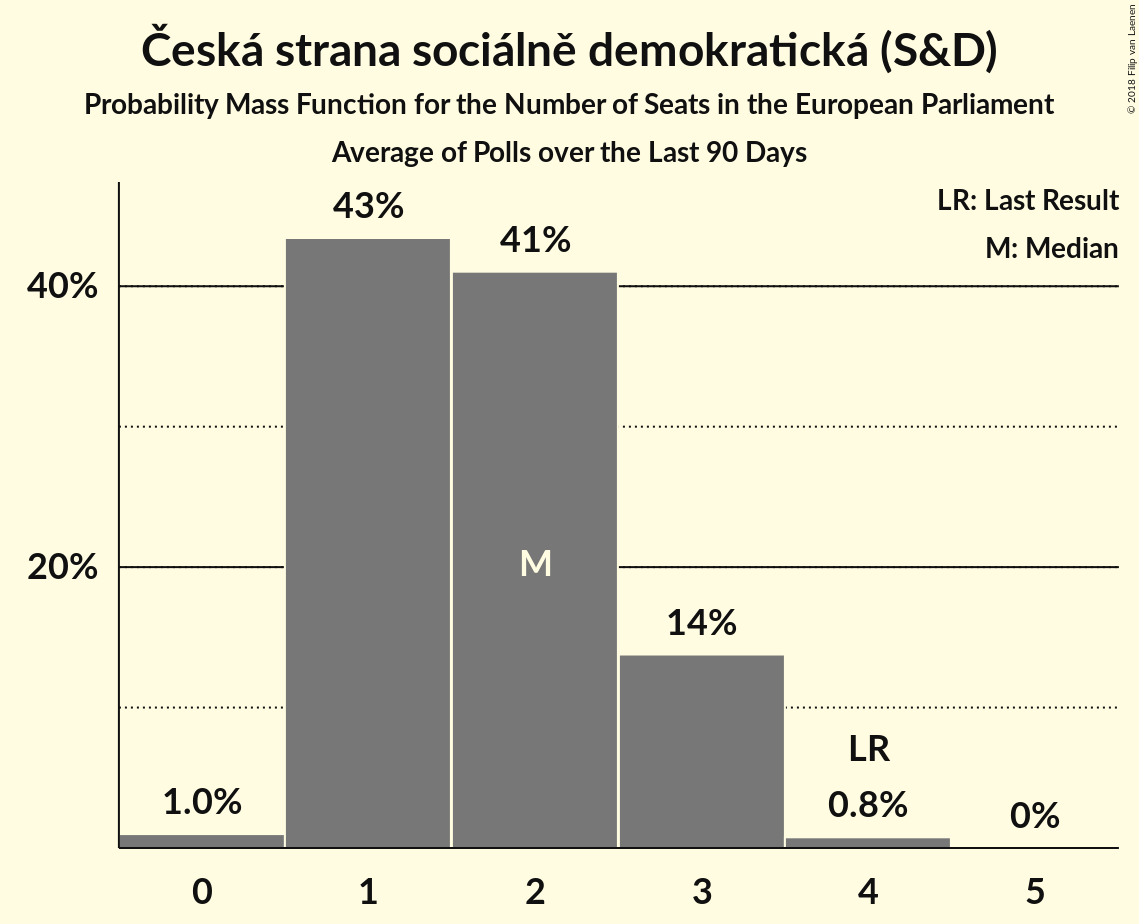 Česká strana sociálně demokratická (S&D)
Probability Mass Function for the Number of Seats in the European Parliament
Average of Polls over the Last 90 Days
© 2018 Filip van Laenen
LR: Last Result
M: Median
43%
41%
40%
20%
M
14%
LR
1.0%
0.8%
0%
0 1 2 3 4 5